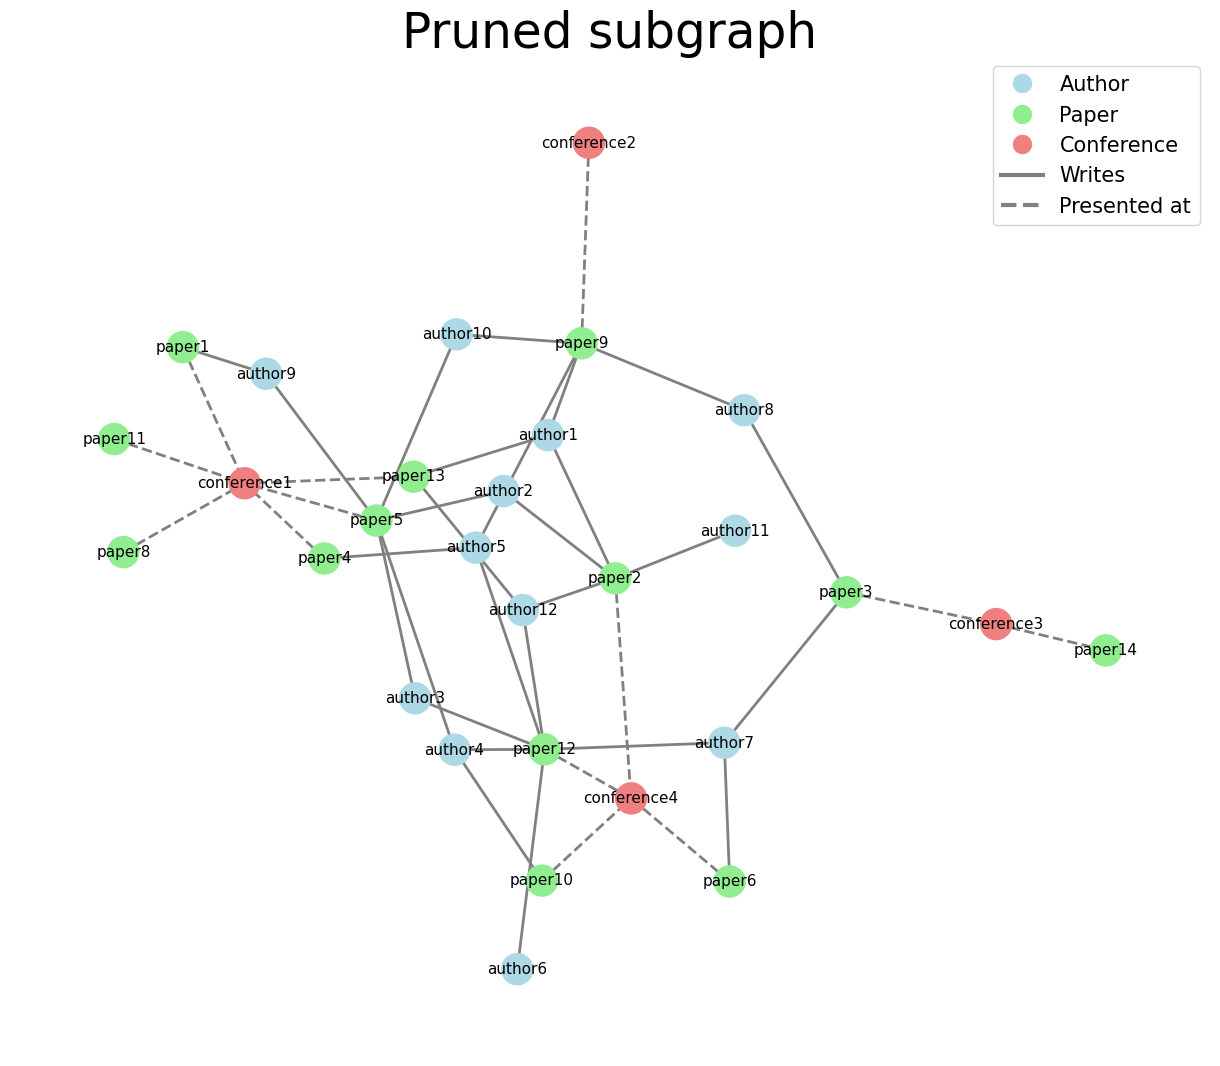 Pruned subgraph
Author
Paper
Conference
Writes
Presented at
conference2
author10
paper9
paper1
author9
author8
author1
paper11
paper13
conference1
author2
paper5
author11
author5
paper8
paper4
paper2
paper3
author12
conference3
paper14
author3
author7
author4
paper12
conference4
paper10
paper6
author6